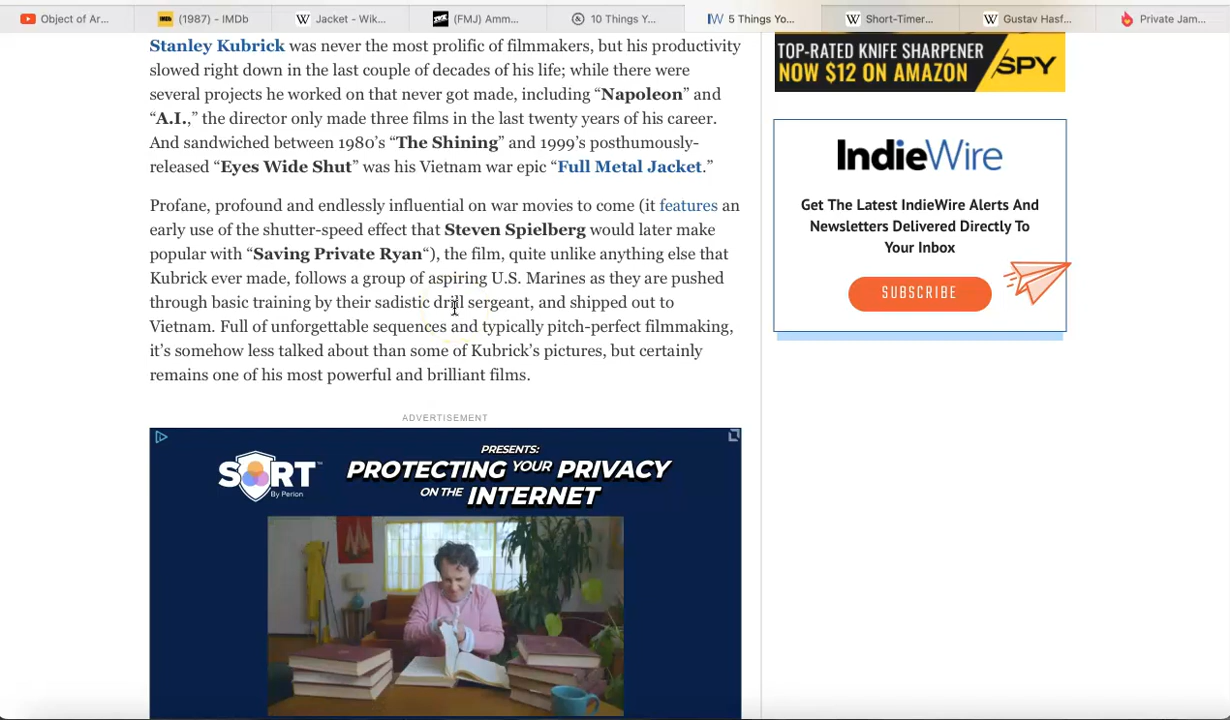 Object of Ar...
(1987) - IMDb
Jacket - Wik...
(FMJ) Amm...
10 Things Y...
5 Things Yo...
Short-Timer...
Gustav Hasf...
Private Jam...
Stanley Kubrick was never the most prolific of filmmakers, but his productivity
slowed right down in the last couple of decades of his life; while there were
several projects he worked on that never got made, including “Napoleon” and
“A.I.,” the director only made three films in the last twenty years of his career.
And sandwiched between 1980’s “The Shining” and 1999’s posthumously-
released “Eyes Wide Shut” was his Vietnam war epic “Full Metal Jacket.”
Profane, profound and endlessly influential on war movies to come (it features an
early use of the shutter-speed effect that Steven Spielberg would later make
popular with “Saving Private Ryan“), the film, quite unlike anything else that
Kubrick ever made, follows a group of aspiring U.S. Marines as they are pushed
through basic training by their sadistic drill sergeant, and shipped out to
Vietnam. Full of unforgettable sequences and typically pitch-perfect filmmaking,
it’s somehow less talked about than some of Kubrick’s pictures, but certainly
remains one of his most powerful and brilliant films.
ADVERTISEMENT
PRESENTS:
SORT
By Perion
PROTECTING YOUR PRIVACY
ON THE INTERNET
TOP-RATED KNIFE SHARPENER
NOW $12 ON AMAZON
SPY
IndieWire
Get The Latest IndieWire Alerts And
Newsletters Delivered Directly To
Your Inbox
SUBSCRIBE